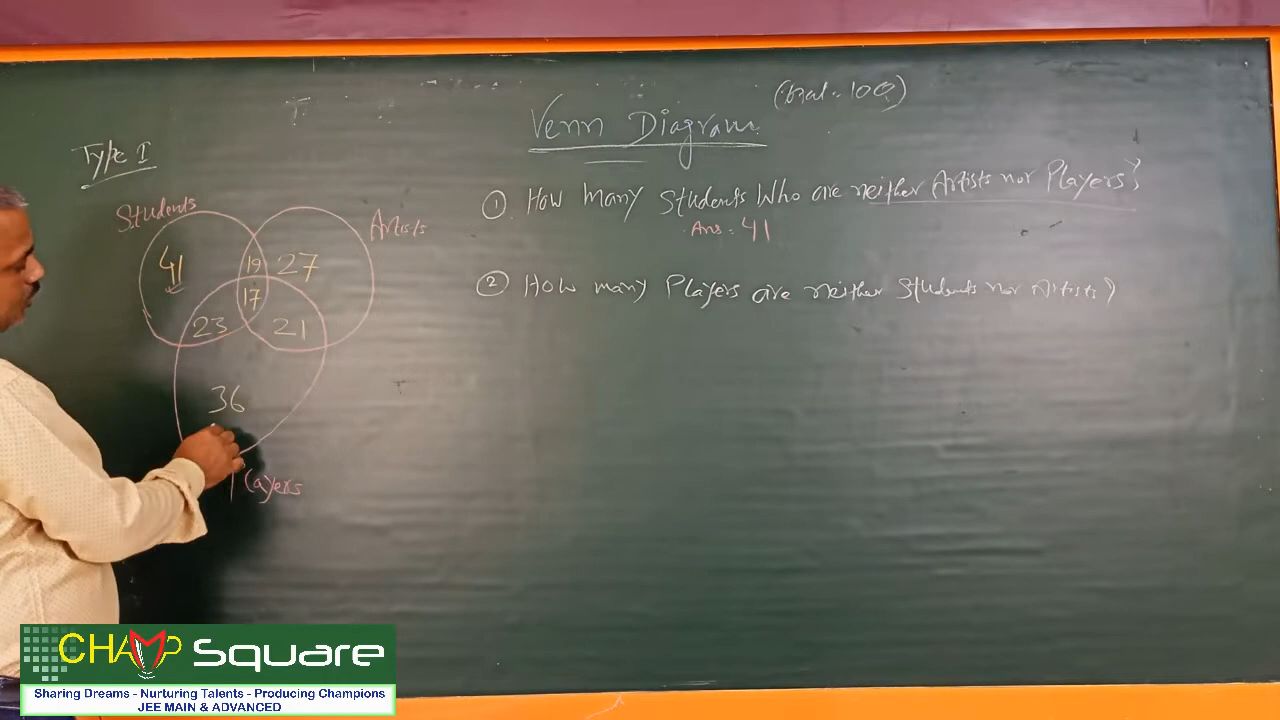 (total = 100)
Venn Diagram
Type I
Students
Artists
41
19
27
17
23
21
36
Players
① How many Students Who are neither Artists nor Players?
Ans. 41
② How many Players are neither Students nor Artists?
CHAMP Square
Sharing Dreams - Nurturing Talents - Producing Champions
JEE MAIN & ADVANCED